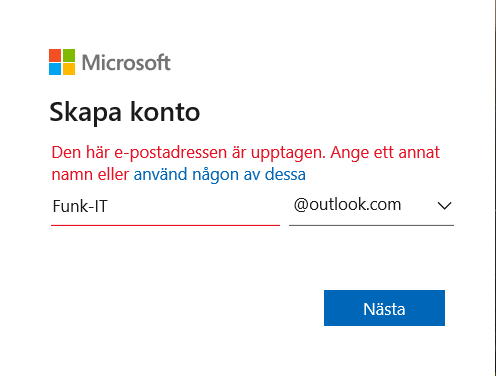 Microsoft
Skapa konto
Den här e-postadressen är upptagen. Ange ett annat
namn eller använd någon av dessa
Funk-IT @outlook.com
Nästa